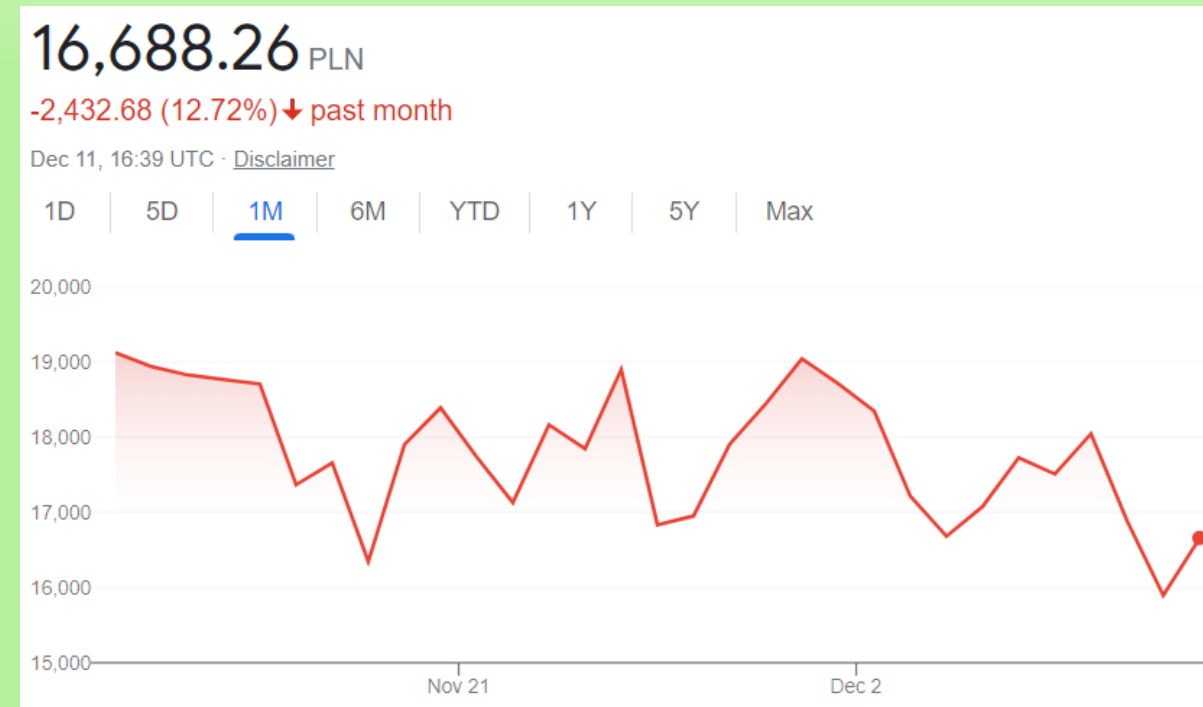 16,688.26 PLN
-2,432.68 (12.72%) ↓ past month
Dec 11, 16:39 UTC · Disclaimer
1D 5D 1M 6M YTD 1Y 5Y Max
20,000
19,000
18,000
17,000
16,000
15,000
Nov 21 Dec 2